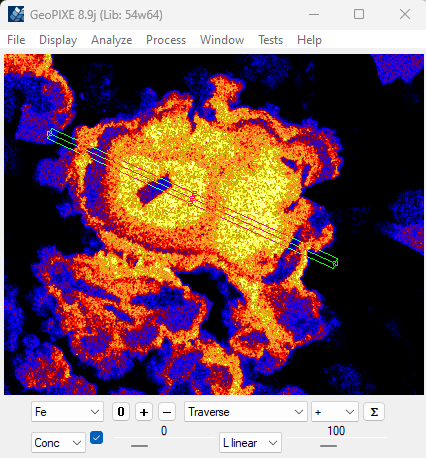 GeoPIXE 8.9j (Lib: 54w64)
File Display Analyze Process Window Tests Help
Fe 0 + − Traverse + Σ
Conc 0 L linear 100